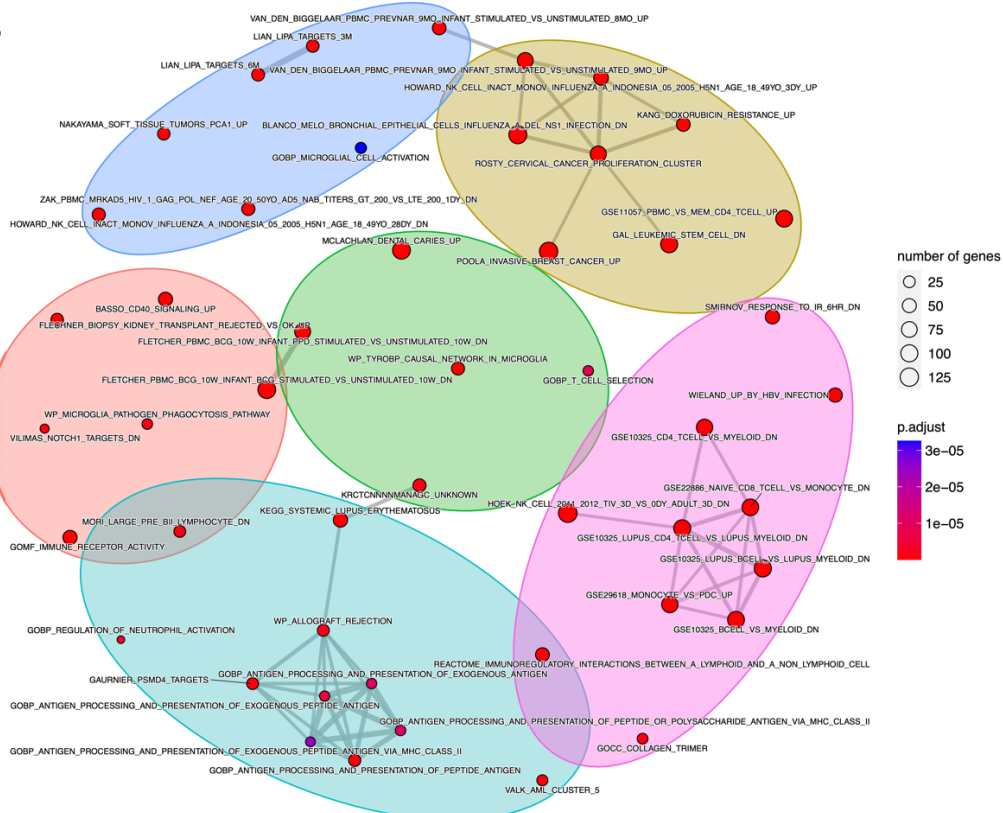 VAN_DEN_BIGGELAAR_PBMC_PREVNAR_9MO_INFANT_STIMULATED_VS_UNSTIMULATED_8MO_UP
LIAN_LIPA_TARGETS_3M
LIAN_LIPA_TARGETS_6M
VAN_DEN_BIGGELAAR_PBMC_PREVNAR_9MO_INFANT_STIMULATED_VS_UNSTIMULATED_9MO_UP
HOWARD_NK_CELL_INACT_MONOV_INFLUENZA_A_INDONESIA_05_2005_H5N1_AGE_18_49YO_3DY_UP
KANG_DOXORUBICIN_RESISTANCE_UP
NAKAYAMA_SOFT_TISSUE_TUMORS_PCA1_UP
BLANCO_MELO_BRONCHIAL_EPITHELIAL_CELLS_INFLUENZA_A_DEL_NS1_INFECTION_DN
GOBP_MICROGLIAL_CELL_ACTIVATION
ROSTY_CERVICAL_CANCER_PROLIFERATION_CLUSTER
ZAK_PBMC_MRKAD5_HIV_1_GAG_POL_NEF_AGE_20_50YO_AD5_NAB_TITERS_GT_200_VS_LTE_200_1DY_DN
GSE11057_PBMC_VS_MEM_CD4_TCELL_UP
HOWARD_NK_CELL_INACT_MONOV_INFLUENZA_A_INDONESIA_05_2005_H5N1_AGE_18_49YO_28DY_DN
GAL_LEUKEMIC_STEM_CELL_DN
MCLACHLAN_DENTAL_CARIES_UP
POOLA_INVASIVE_BREAST_CANCER_UP
number of genes
25
50
75
100
125
SMIRNOV_RESPONSE_TO_IR_6HR_DN
BASSO_CD40_SIGNALING_UP
FLECHNER_BIOPSY_KIDNEY_TRANSPLANT_REJECTED_VS_OK_UP
FLETCHER_PBMC_BCG_10W_INFANT_PPD_STIMULATED_VS_UNSTIMULATED_10W_DN
WP_TYROBP_CAUSAL_NETWORK_IN_MICROGLIA
FLETCHER_PBMC_BCG_10W_INFANT_BCG_STIMULATED_VS_UNSTIMULATED_10W_DN
GOBP_T_CELL_SELECTION
WIELAND_UP_BY_HBV_INFECTION
WP_MICROGLIA_PATHOGEN_PHAGOCYTOSIS_PATHWAY
VILIMAS_NOTCH1_TARGETS_DN
GSE10325_CD4_TCELL_VS_MYELOID_DN
p.adjust
3e-05
2e-05
1e-05
GSE22886_NAIVE_CD8_TCELL_VS_MONOCYTE_DN
KRCTCNNNNMANAGC_UNKNOWN
HOEK_NK_CELL_2011_2012_TIV_3D_VS_0DY_ADULT_3D_DN
KEGG_SYSTEMIC_LUPUS_ERYTHEMATOSUS
MORI_LARGE_PRE_BII_LYMPHOCYTE_DN
GSE10325_LUPUS_CD4_TCELL_VS_LUPUS_MYELOID_DN
GOMF_IMMUNE_RECEPTOR_ACTIVITY
GSE10325_LUPUS_BCELL_VS_LUPUS_MYELOID_DN
GSE29618_MONOCYTE_VS_PDC_UP
WP_ALLOGRAFT_REJECTION
GOBP_REGULATION_OF_NEUTROPHIL_ACTIVATION
GSE10325_BCELL_VS_MYELOID_DN
REACTOME_IMMUNOREGULATORY_INTERACTIONS_BETWEEN_A_LYMPHOID_AND_A_NON_LYMPHOID_CELL
GOBP_ANTIGEN_PROCESSING_AND_PRESENTATION_OF_EXOGENOUS_ANTIGEN
GAURNIER_PSMD4_TARGETS
GOBP_ANTIGEN_PROCESSING_AND_PRESENTATION_OF_EXOGENOUS_PEPTIDE_ANTIGEN
GOBP_ANTIGEN_PROCESSING_AND_PRESENTATION_OF_PEPTIDE_OR_POLYSACCHARIDE_ANTIGEN_VIA_MHC_CLASS_II
GOBP_ANTIGEN_PROCESSING_AND_PRESENTATION_OF_EXOGENOUS_PEPTIDE_ANTIGEN_VIA_MHC_CLASS_II
GOCC_COLLAGEN_TRIMER
GOBP_ANTIGEN_PROCESSING_AND_PRESENTATION_OF_PEPTIDE_ANTIGEN
VALK_AML_CLUSTER_5